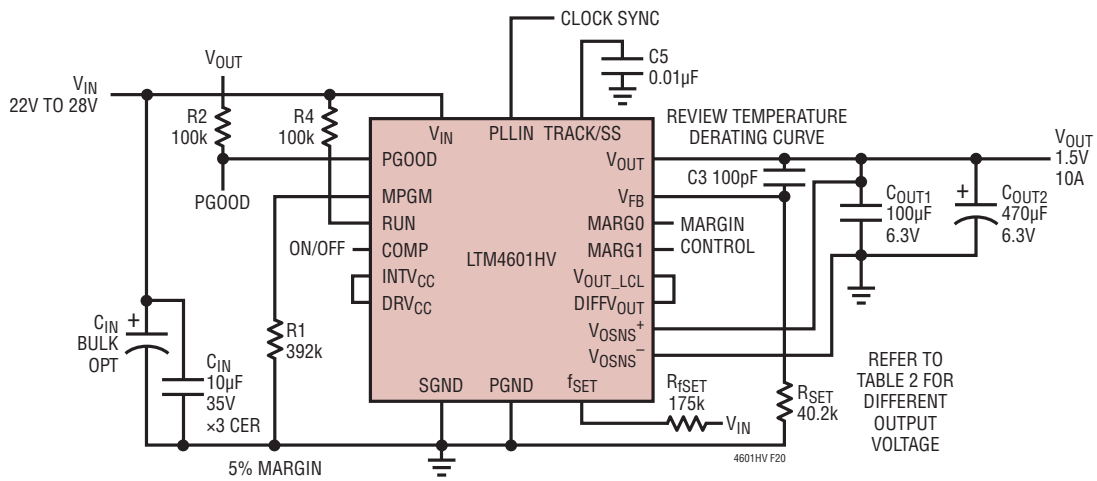 CLOCK SYNC
C5
0.01µF
VOUT
VIN
22V TO 28V
R2
100k
R4
100k
REVIEW TEMPERATURE
DERATING CURVE
VIN
PLLIN
TRACK/SS
PGOOD
VOUT
VOUT
1.5V
10A
C3 100pF
PGOOD
MPGM
VFB
COUT1
100µF
6.3V
+
COUT2
470µF
6.3V
RUN
MARG0
MARGIN
CONTROL
ON/OFF
COMP
MARG1
LTM4601HV
INTVCC
VOUT_LCL
DRVCC
DIFFVOUT
VOSNS+
VOSNS–
CIN
BULK
OPT
+
R1
392k
CIN
10µF
35V
×3 CER
REFER TO
TABLE 2 FOR
DIFFERENT
OUTPUT
VOLTAGE
SGND
PGND
fSET
RfSET
175k
VIN
RSET
40.2k
4601HV F20
5% MARGIN